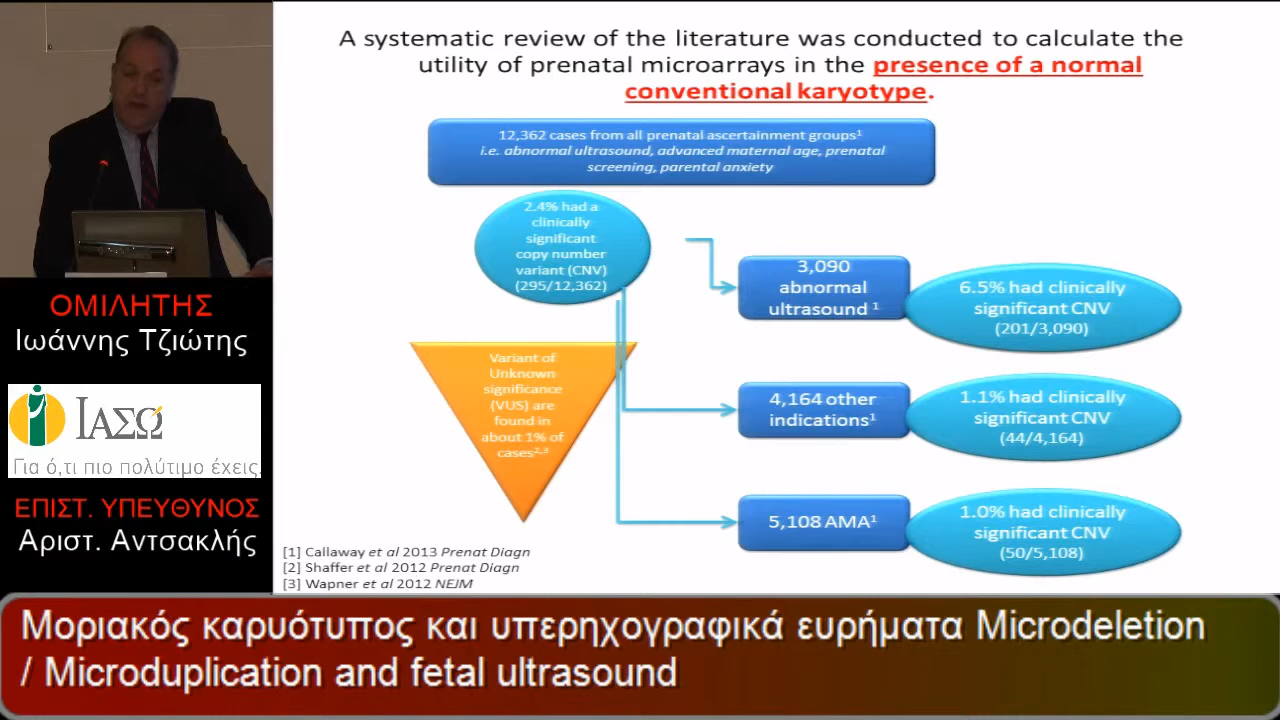 A systematic review of the literature was conducted to calculate the
utility of prenatal microarrays in the presence of a normal
conventional karyotype.
12,362 cases from all prenatal ascertainment groups¹
i.e. abnormal ultrasound, advanced maternal age, prenatal
screening, parental anxiety
2.4% had a
clinically
significant
copy number
variant (CNV)
(295/12,362)
3,090
abnormal
ultrasound ¹
6.5% had clinically
significant CNV
(201/3,090)
Variant of
Unknown
significance
(VUS) are
found in
about 1% of
cases²,³
4,164 other
indications¹
1.1% had clinically
significant CNV
(44/4,164)
5,108 AMA¹
1.0% had clinically
significant CNV
(50/5,108)
[1] Callaway et al 2013 Prenat Diagn
[2] Shaffer et al 2012 Prenat Diagn
[3] Wapner et al 2012 NEJM
ΟΜΙΛΗΤΗΣ
Ιωάννης Τζιώτης
ΙΑΣΩ
Για ό,τι πιο πολύτιμο έχεις.
ΕΠΙΣΤ. ΥΠΕΥΘΥΝΟΣ
Αριστ. Αντσακλής
Μοριακός καρυότυπος και υπερηχογραφικά ευρήματα Microdeletion
/ Microduplication and fetal ultrasound